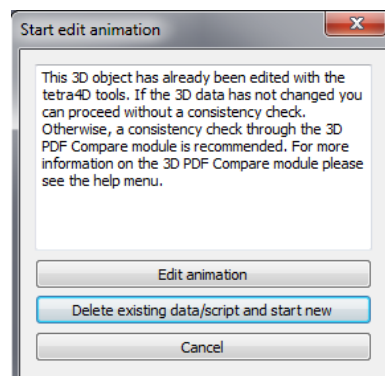 Start edit animation
This 3D object has already been edited with the
tetra4D tools. If the 3D data has not changed you
can proceed without a consistency check.
Otherwise, a consistency check through the 3D
PDF Compare module is recommended. For more
information on the 3D PDF Compare module please
see the help menu.
Edit animation
Delete existing data/script and start new
Cancel